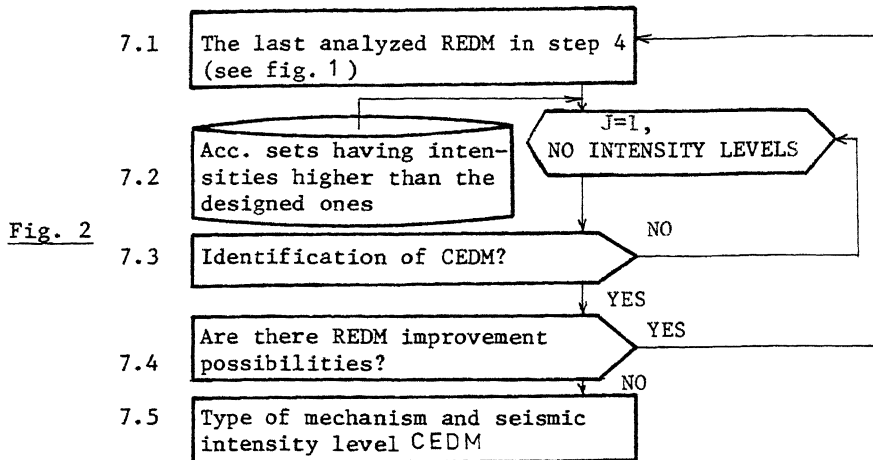 7.1 The last analyzed REDM in step 4
(see fig. 1)
J=1,
NO INTENSITY LEVELS
7.2 Acc. sets having inten-
sities higher than the
designed ones
Fig. 2
7.3 Identification of CEDM?
NO
YES
7.4 Are there REDM improvement
possibilities?
YES
NO
7.5 Type of mechanism and seismic
intensity level CEDM